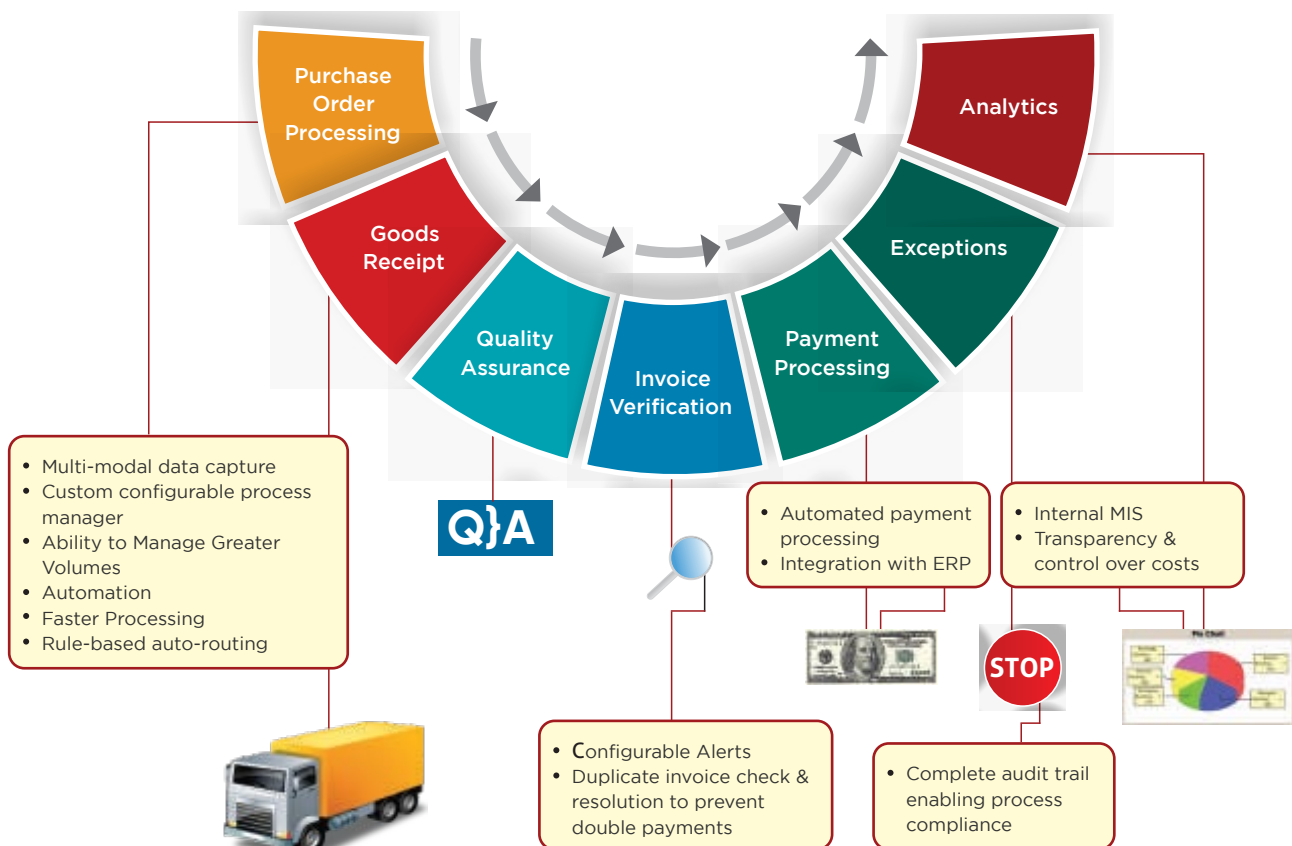 Purchase
Order
Processing
Goods
Receipt
Quality
Assurance
Invoice
Verification
Payment
Processing
Exceptions
Analytics
• Multi-modal data capture
• Custom configurable process
manager
• Ability to Manage Greater
Volumes
• Automation
• Faster Processing
• Rule-based auto-routing
Q}A
• Configurable Alerts
• Duplicate invoice check &
resolution to prevent
double payments
• Automated payment
processing
• Integration with ERP
STOP
• Complete audit trail
enabling process
compliance
• Internal MIS
• Transparency &
control over costs
Pie Chart